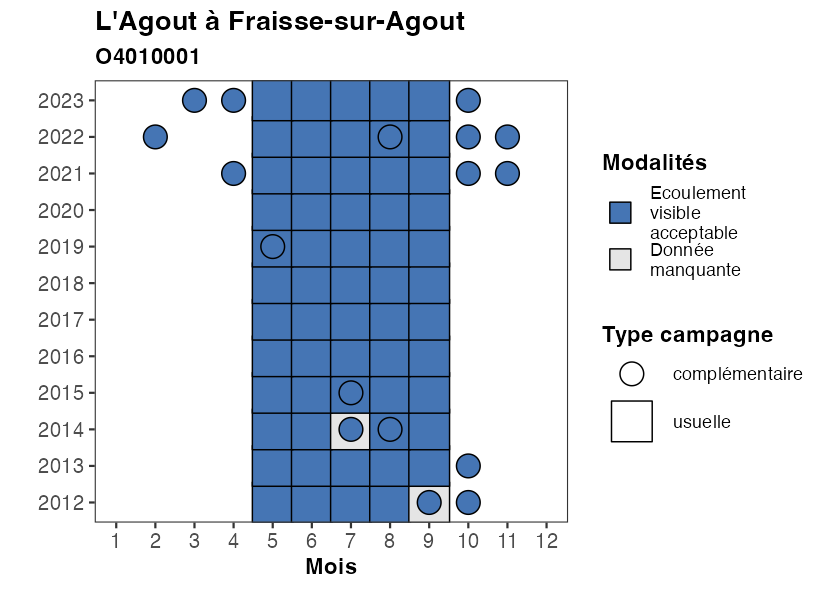 L'Agout à Fraisse-sur-Agout
O4010001
2023
2022
2021
2020
2019
2018
2017
2016
2015
2014
2013
2012
1 2 3 4 5 6 7 8 9 10 11 12
Mois
Modalités
Ecoulement
visible
acceptable
Donnée
manquante
Type campagne
complémentaire
usuelle